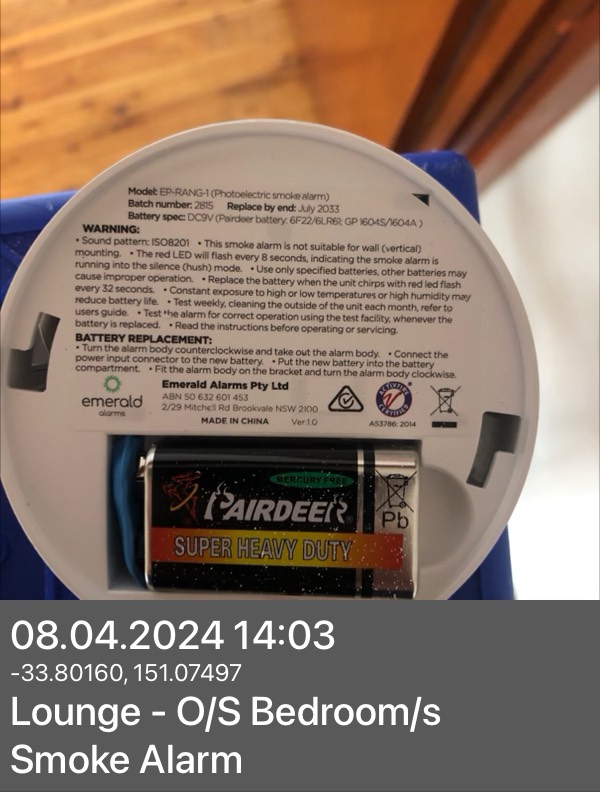 Model: EP-RANG-1 (Photoelectric smoke alarm)
Batch number: 2815 Replace by end: July 2033
Battery spec: DC9V (Pairdeer battery: 6F22/6LR61; GP 1604S/1604A )
WARNING:
• Sound pattern: ISO8201 • This smoke alarm is not suitable for wall (vertical)
mounting. • The red LED will flash every 8 seconds, indicating the smoke alarm is
running into the silence (hush) mode. • Use only specified batteries, other batteries may
cause improper operation. • Replace the battery when the unit chirps with red led flash
every 32 seconds. • Constant exposure to high or low temperatures or high humidity may
reduce battery life. • Test weekly, cleaning the outside of the unit each month, refer to
users guide. • Test the alarm for correct operation using the test facility, whenever the
battery is replaced. • Read the instructions before operating or servicing.
BATTERY REPLACEMENT:
• Turn the alarm body counterclockwise and take out the alarm body. • Connect the
power input connector to the new battery. • Put the new battery into the battery
compartment. • Fit the alarm body on the bracket and turn the alarm body clockwise.
emerald
alarms
Emerald Alarms Pty Ltd
ABN 50 632 601 453
2/29 Mitchell Rd Brookvale NSW 2100
MADE IN CHINA Ver:1.0
ACTIVFIRE
CERTIFIED
AS3786: 2014
MERCURY FREE
PAIRDEER
SUPER HEAVY DUTY
Pb
08.04.2024 14:03
-33.80160, 151.07497
Lounge - O/S Bedroom/s
Smoke Alarm